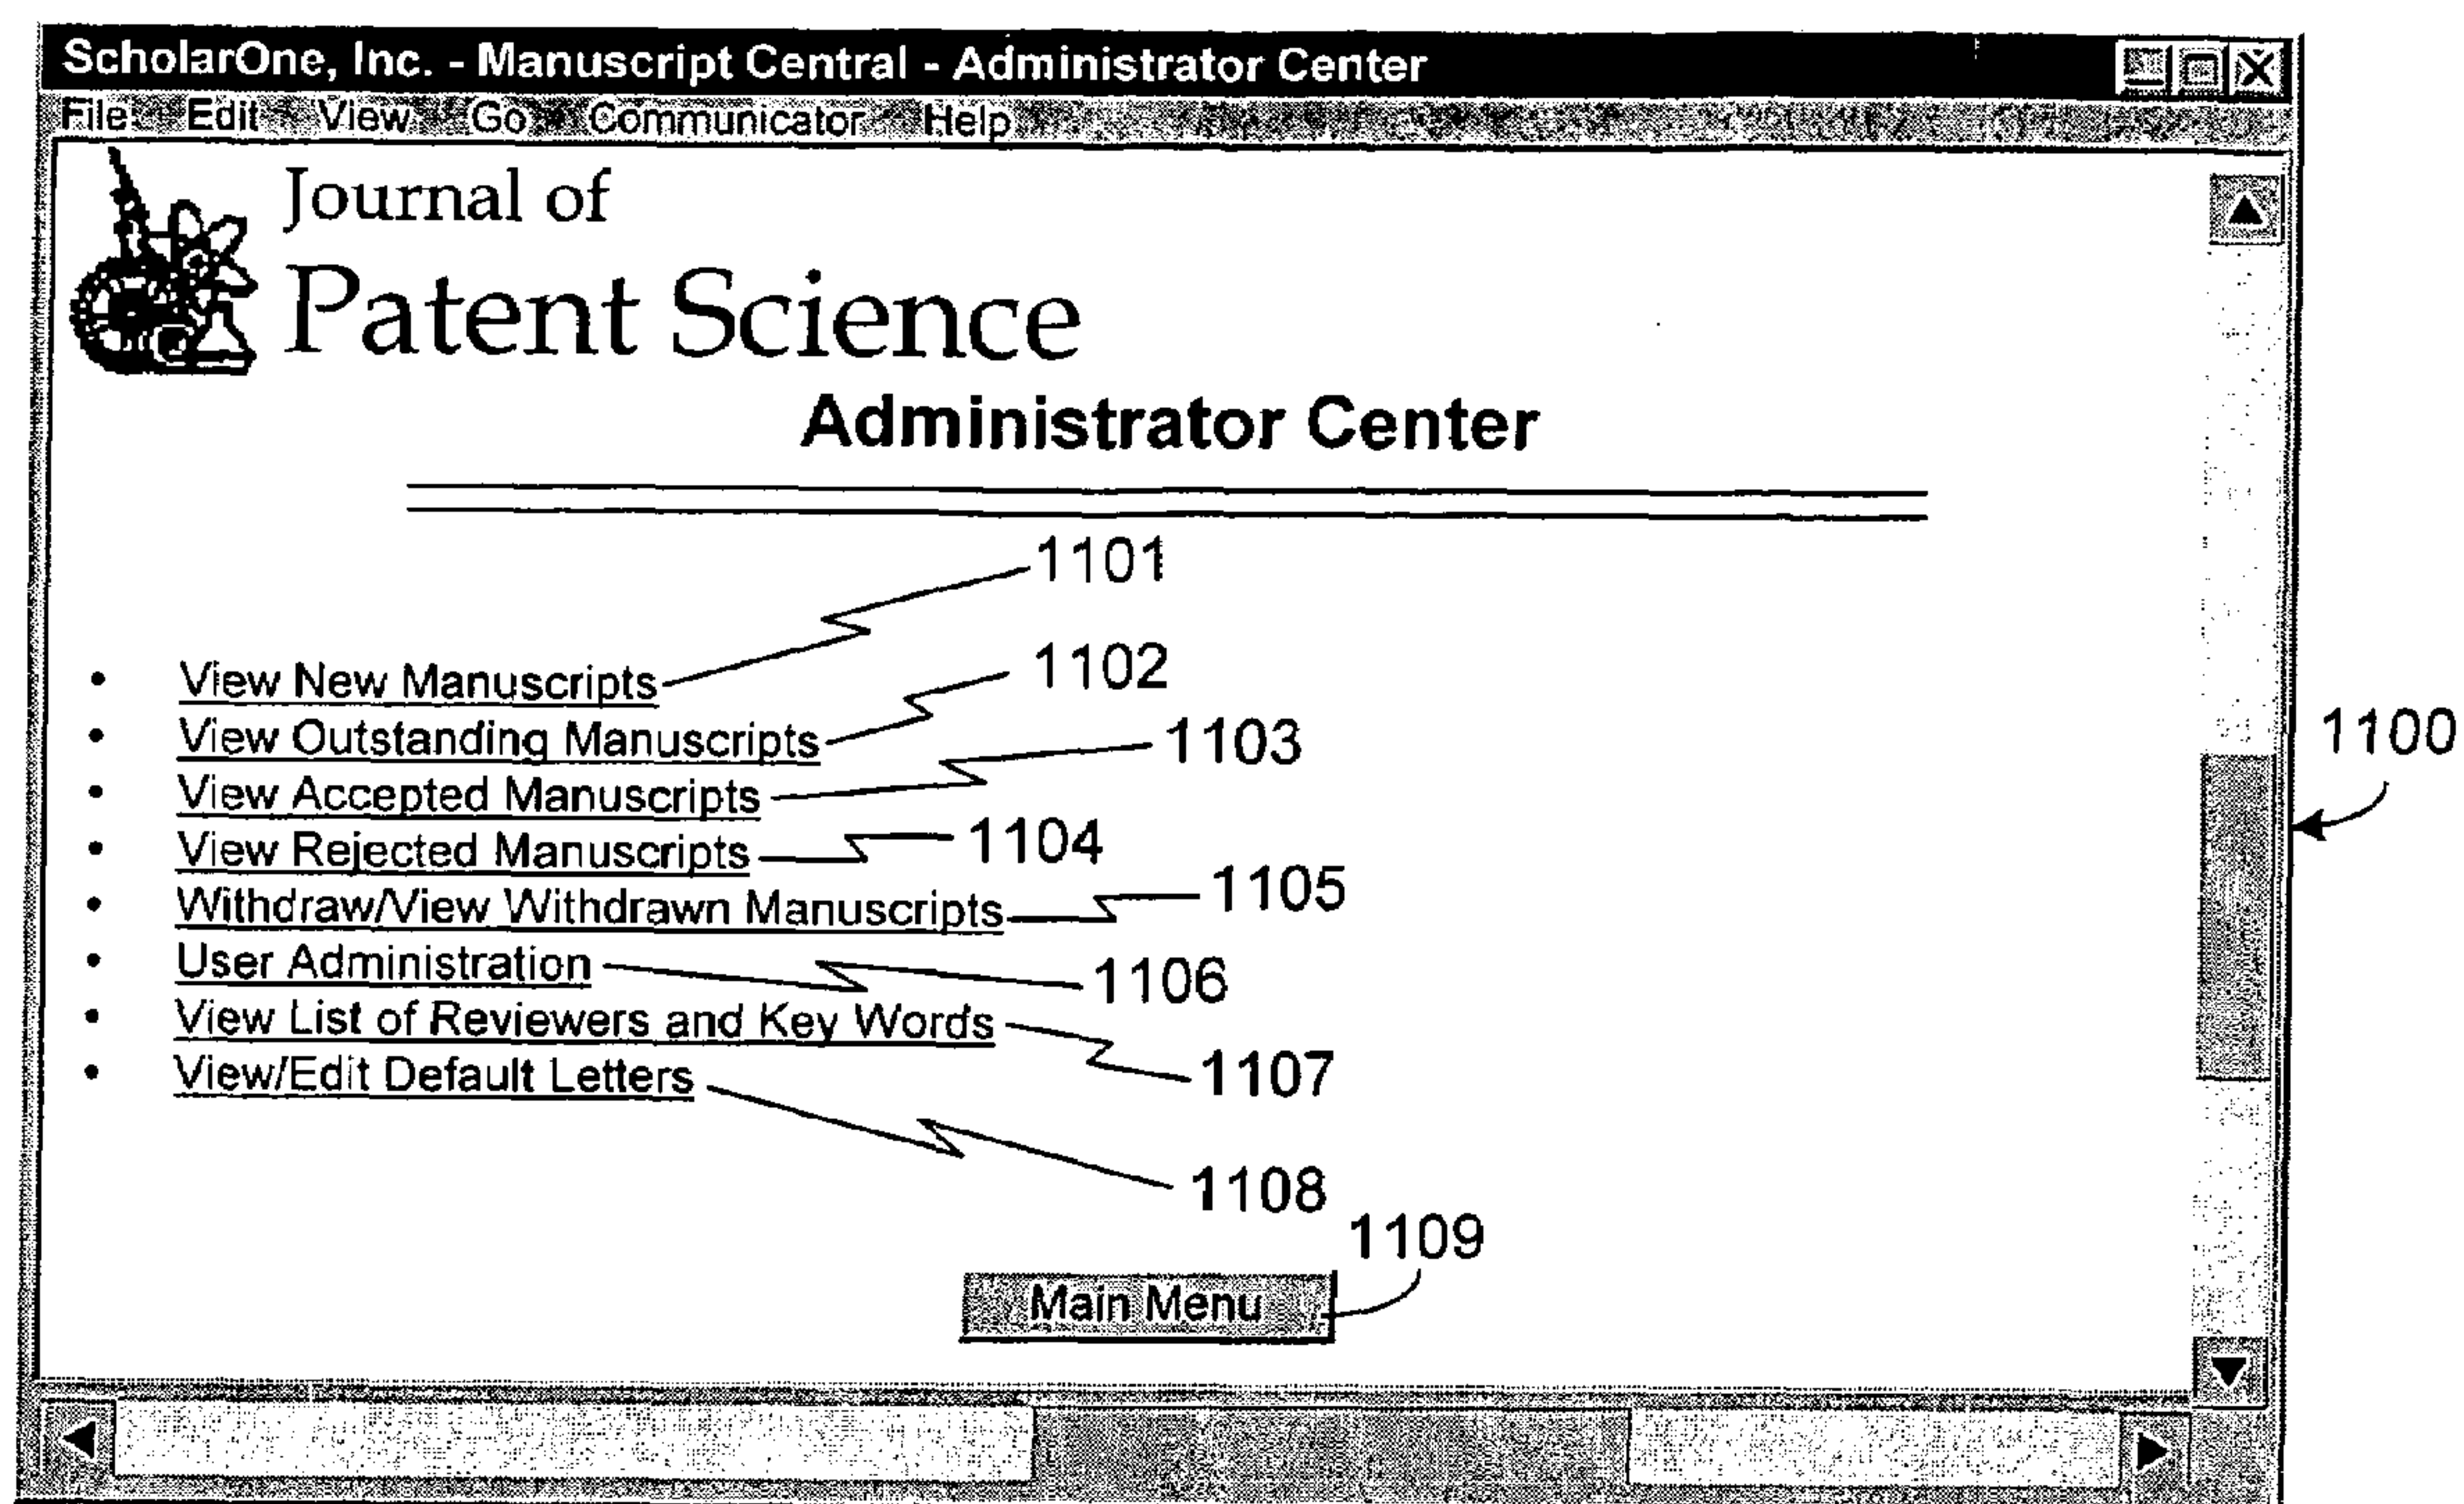 ScholarOne, Inc. - Manuscript Central - Administrator Center
File Edit View Go Communicator Help
Journal of
Patent Science
Administrator Center
1101
View New Manuscripts
1102
View Outstanding Manuscripts
1103
View Accepted Manuscripts
1100
View Rejected Manuscripts
1104
Withdraw/View Withdrawn Manuscripts
1105
User Administration
1106
View List of Reviewers and Key Words
1107
View/Edit Default Letters
1108
1109
Main Menu